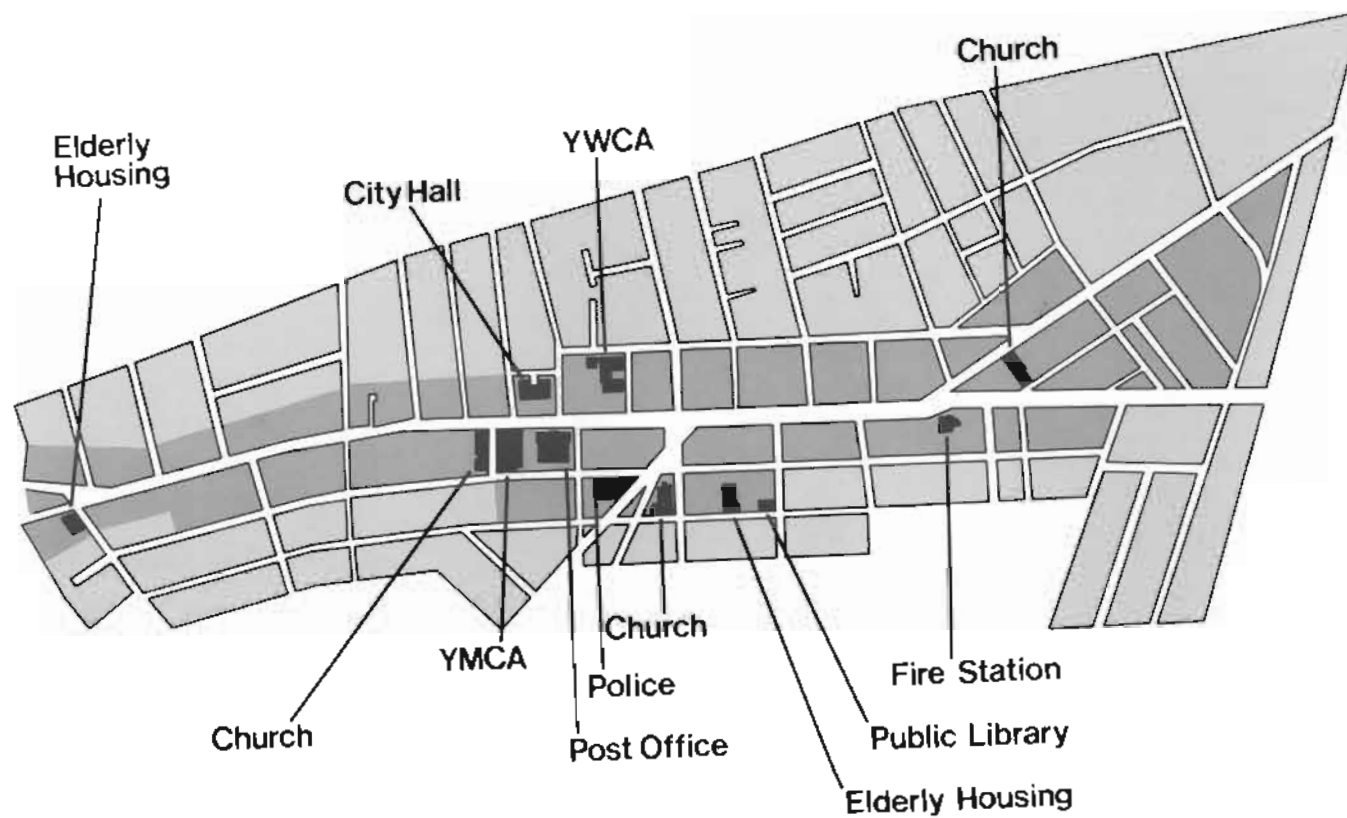 Church
Elderly
Housing
YWCA
City Hall
Church
YMCA
Police
Fire Station
Church
Post Office
Public Library
Elderly Housing